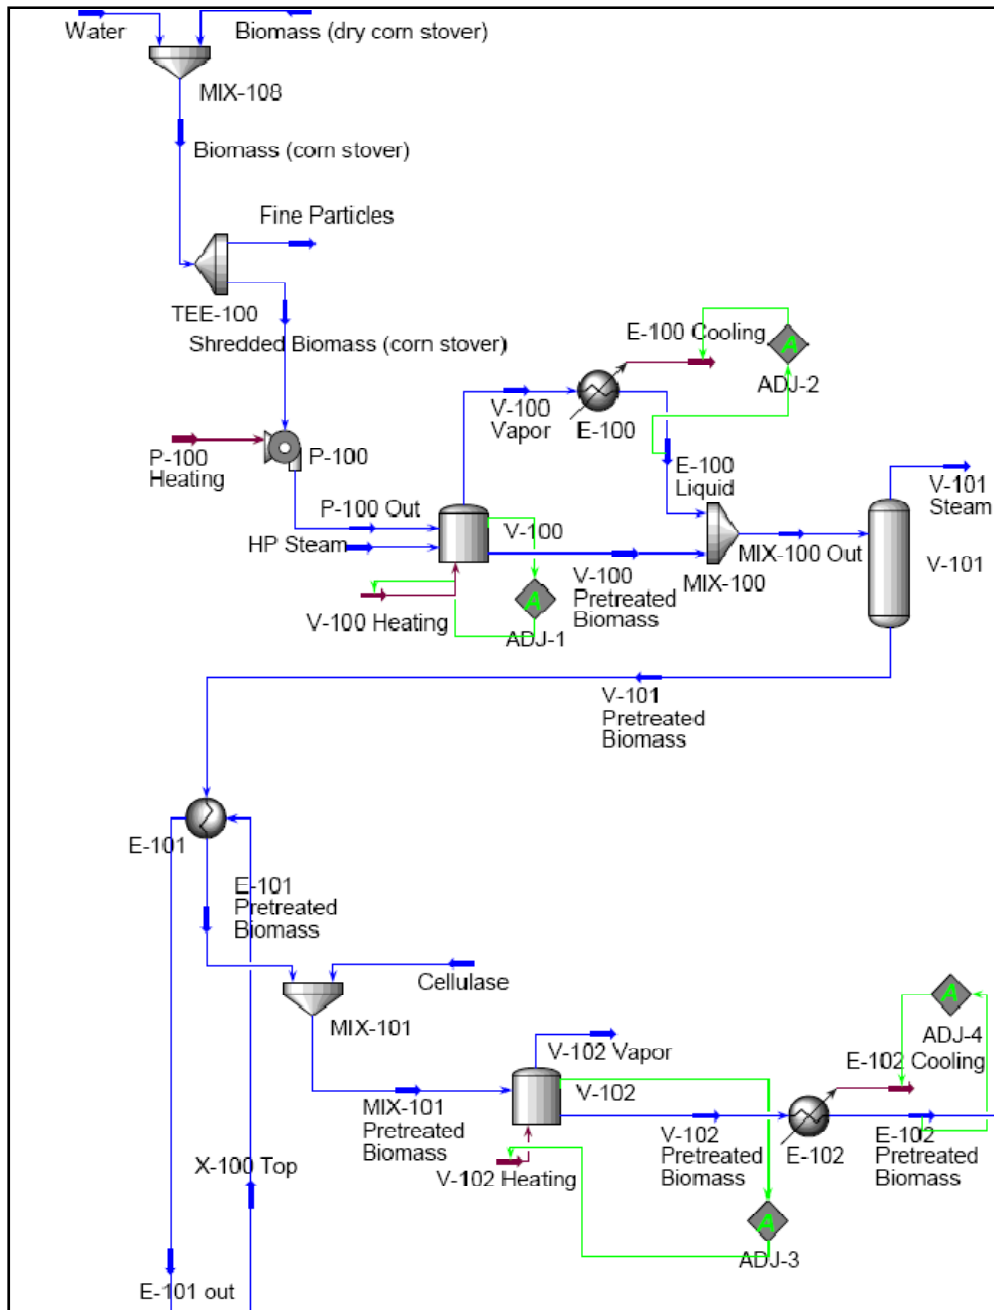 Water
Biomass (dry corn stover)
MIX-108
Biomass (corn stover)
Fine Particles
TEE-100
Shredded Biomass (corn stover)
E-100 Cooling
A
ADJ-2
V-100
Vapor
E-100
P-100
Heating
P-100
E-100
Liquid
V-101
Steam
P-100 Out
V-100
HP Steam
MIX-100 Out
V-101
MIX-100
V-100
Pretreated
Biomass
A
V-100 Heating
ADJ-1
V-101
Pretreated
Biomass
E-101
E-101
Pretreated
Biomass
Cellulase
MIX-101
A
ADJ-4
V-102 Vapor
E-102 Cooling
V-102
MIX-101
Pretreated
Biomass
V-102
Pretreated
Biomass
E-102
E-102
Pretreated
Biomass
X-100 Top
V-102 Heating
A
ADJ-3
E-101 out